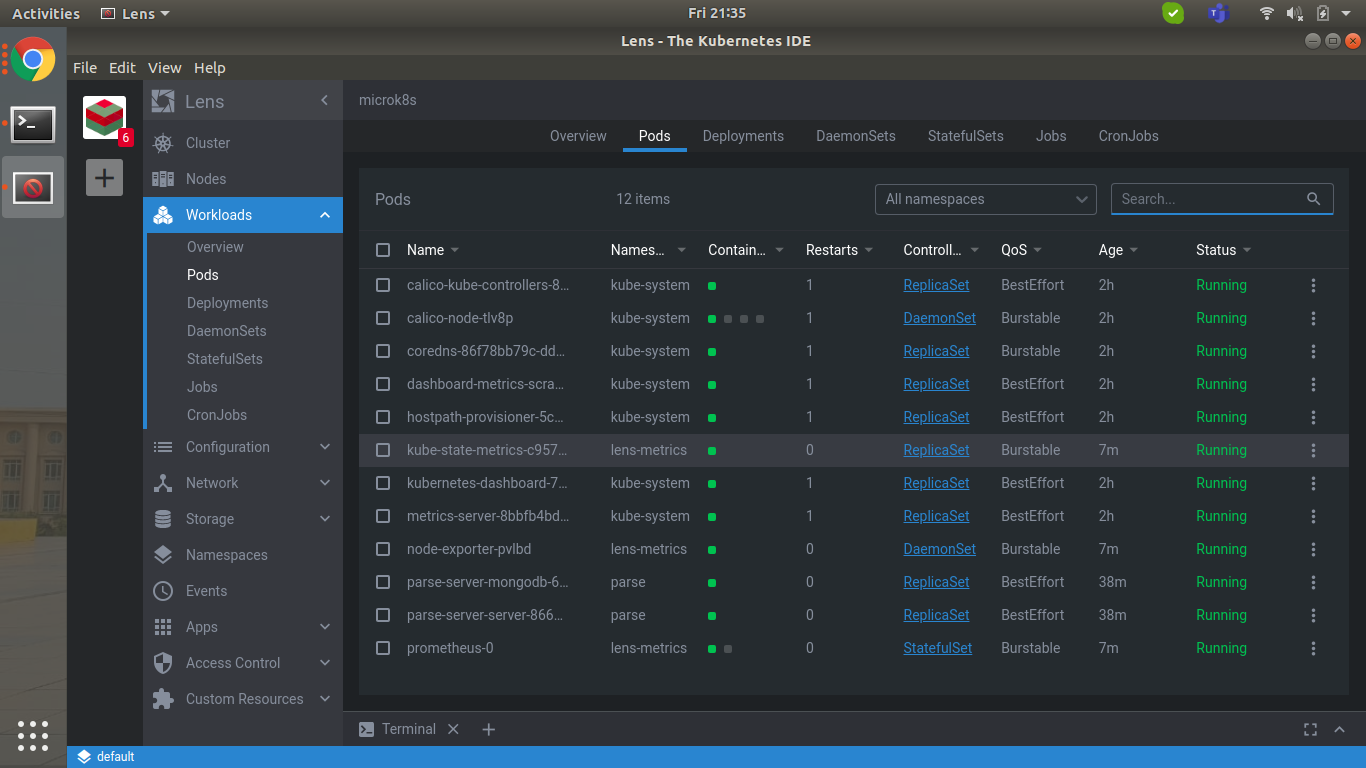 Activities Lens Fri 21:35
Lens - The Kubernetes IDE
File Edit View Help
6
Lens
Cluster
Nodes
Workloads
Overview
Pods
Deployments
DaemonSets
StatefulSets
Jobs
CronJobs
Configuration
Network
Storage
Namespaces
Events
Apps
Access Control
Custom Resources
microk8s
Overview Pods Deployments DaemonSets StatefulSets Jobs CronJobs
Pods 12 items All namespaces Search...
Name Names... Contain... Restarts Controll... QoS Age Status
calico-kube-controllers-8... kube-system 1 ReplicaSet BestEffort 2h Running
calico-node-tlv8p kube-system 1 DaemonSet Burstable 2h Running
coredns-86f78bb79c-dd... kube-system 1 ReplicaSet Burstable 2h Running
dashboard-metrics-scra... kube-system 1 ReplicaSet BestEffort 2h Running
hostpath-provisioner-5c... kube-system 1 ReplicaSet BestEffort 2h Running
kube-state-metrics-c957... lens-metrics 0 ReplicaSet Burstable 7m Running
kubernetes-dashboard-7... kube-system 1 ReplicaSet BestEffort 2h Running
metrics-server-8bbfb4bd... kube-system 1 ReplicaSet BestEffort 2h Running
node-exporter-pvlbd lens-metrics 0 DaemonSet Burstable 7m Running
parse-server-mongodb-6... parse 0 ReplicaSet BestEffort 38m Running
parse-server-server-866... parse 0 ReplicaSet BestEffort 38m Running
prometheus-0 lens-metrics 0 StatefulSet Burstable 7m Running
Terminal
default